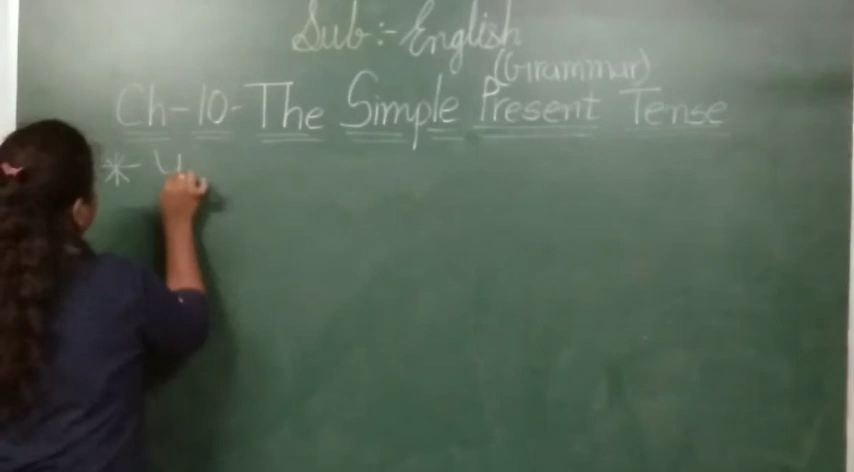 Sub:- English
(Grammar)
Ch-10- The Simple Present Tense
*